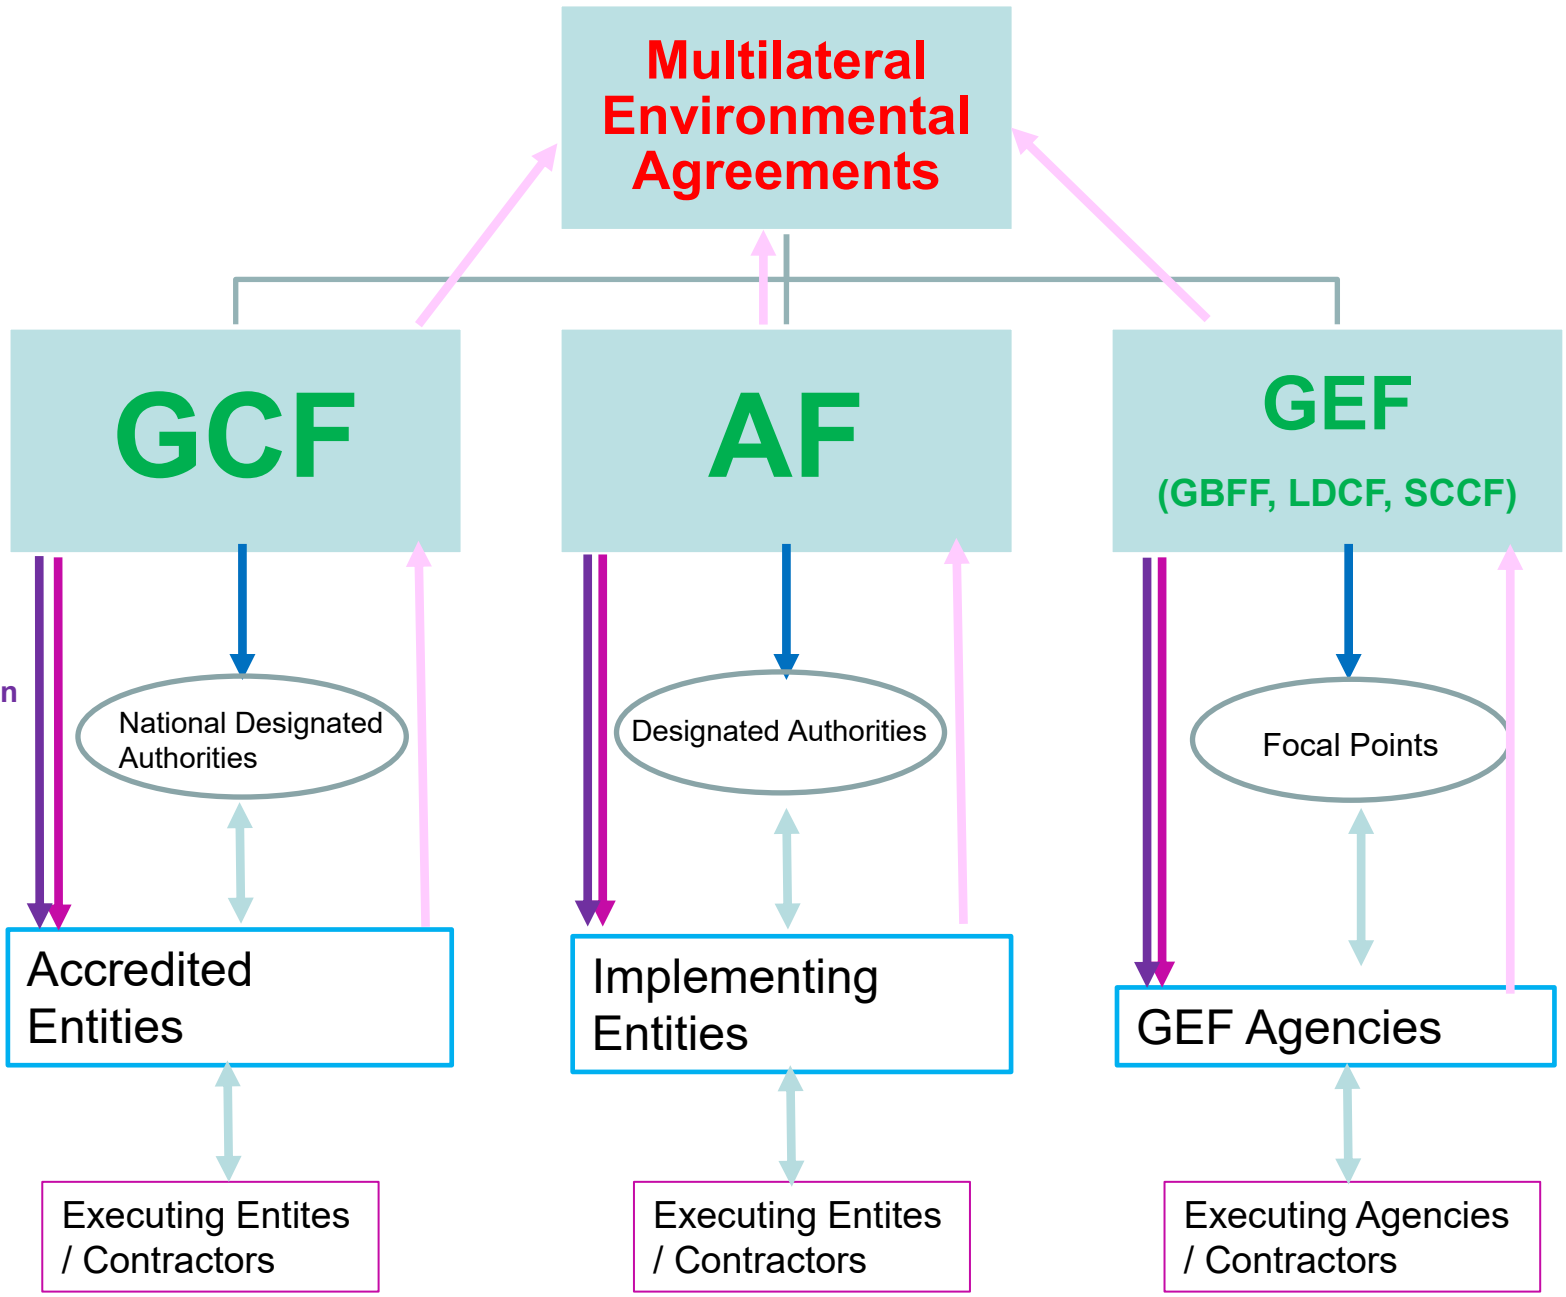 Multilateral
Environmental
Agreements
GCF
AF
GEF
(GBFF, LDCF, SCCF)
n
National Designated
Authorities
Designated Authorities
Focal Points
Accredited
Entities
Implementing
Entities
GEF Agencies
Executing Entites
/ Contractors
Executing Entites
/ Contractors
Executing Agencies
/ Contractors